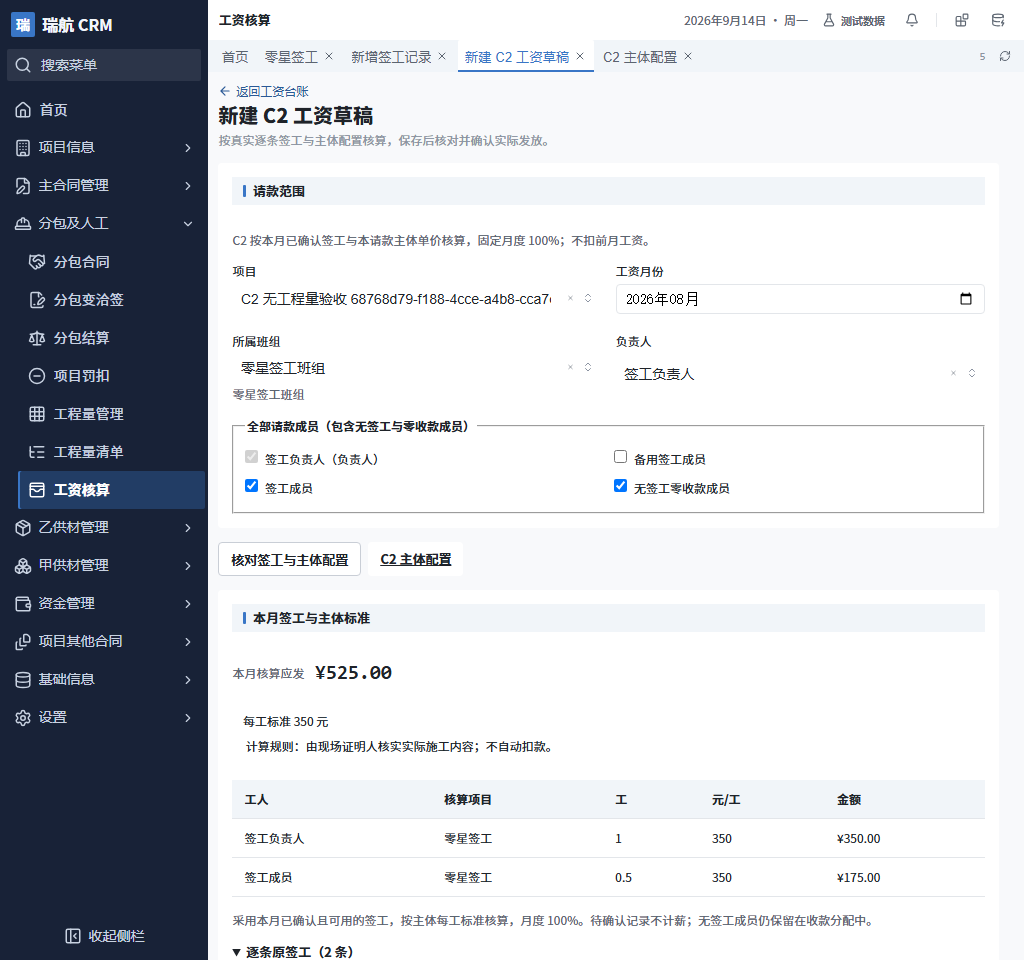 瑞 瑞航 CRM
搜索菜单
首页
项目信息
主合同管理
分包及人工
分包合同
分包变洽签
分包结算
项目罚扣
工程量管理
工程量清单
工资核算
乙供材管理
甲供材管理
资金管理
项目其他合同
基础信息
设置
收起侧栏
工资核算
2026年9月14日 · 周一 测试数据
首页 零星签工 × 新增签工记录 × 新建 C2 工资草稿 × C2 主体配置 × 5
← 返回工资台账
新建 C2 工资草稿
按真实逐条签工与主体配置核算，保存后核对并确认实际发放。
请款范围
C2 按本月已确认签工与本请款主体单价核算，固定月度 100%；不扣前月工资。
项目 工资月份
C2 无工程量验收 68768d79-f188-4cce-a4b8-cca7 × 2026年08月
所属班组 负责人
零星签工班组 × 签工负责人 ×
零星签工班组
全部请款成员（包含无签工与零收款成员）
签工负责人（负责人） 备用签工成员
签工成员 无签工零收款成员
核对签工与主体配置 C2 主体配置
本月签工与主体标准
本月核算应发 ¥525.00
每工标准 350 元
计算规则：由现场证明人核实实际施工内容；不自动扣款。
工人 核算项目 工 元/工 金额
签工负责人 零星签工 1 350 ¥350.00
签工成员 零星签工 0.5 350 ¥175.00
采用本月已确认且可用的签工，按主体每工标准核算，月度 100%。待确认记录不计薪；无签工成员仍保留在收款分配中。
▼ 逐条原签工（2 条）